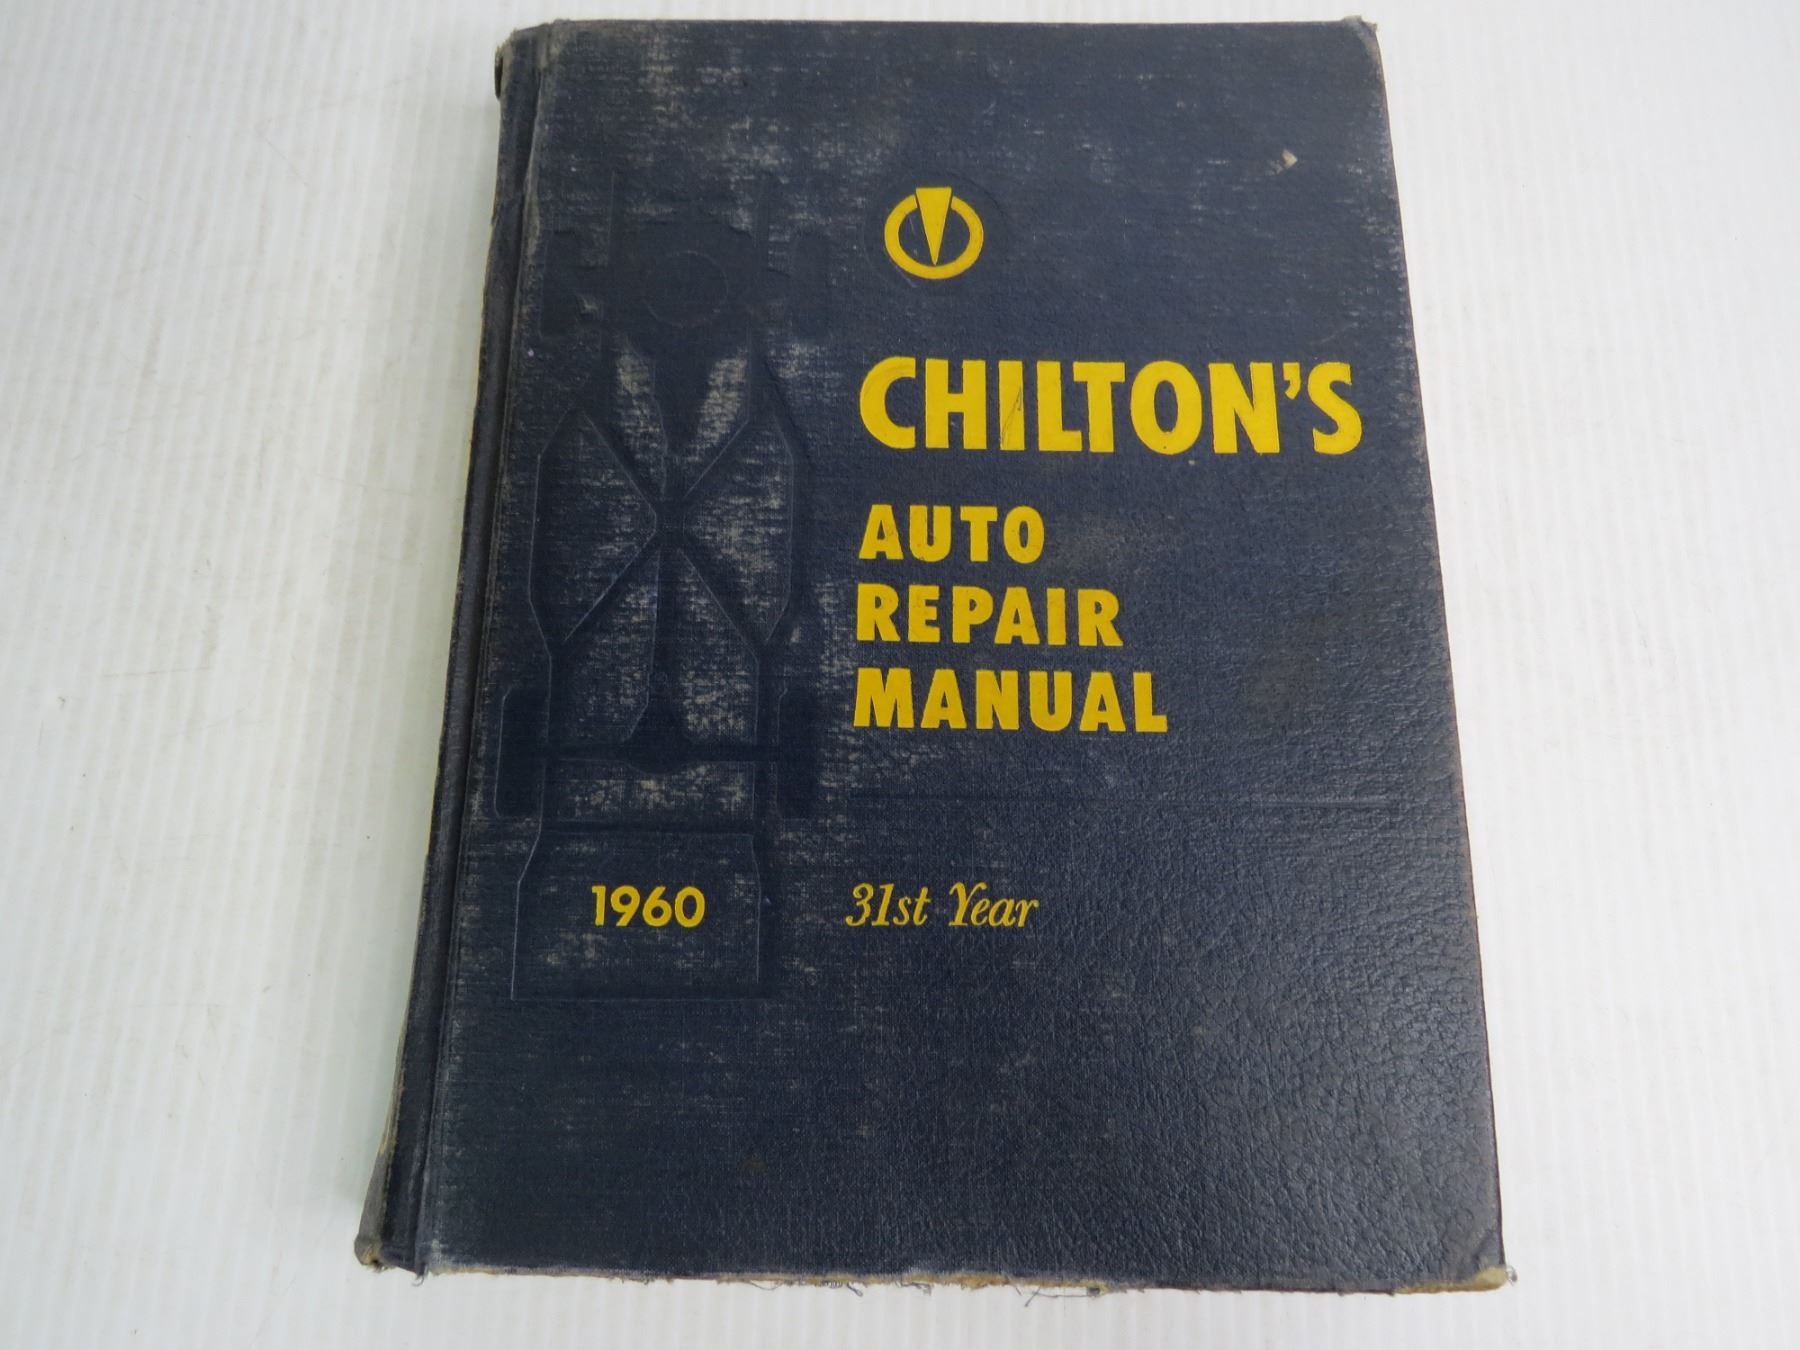 CHILTON'S
AUTO
REPAIR
MANUAL
1960 31st Year